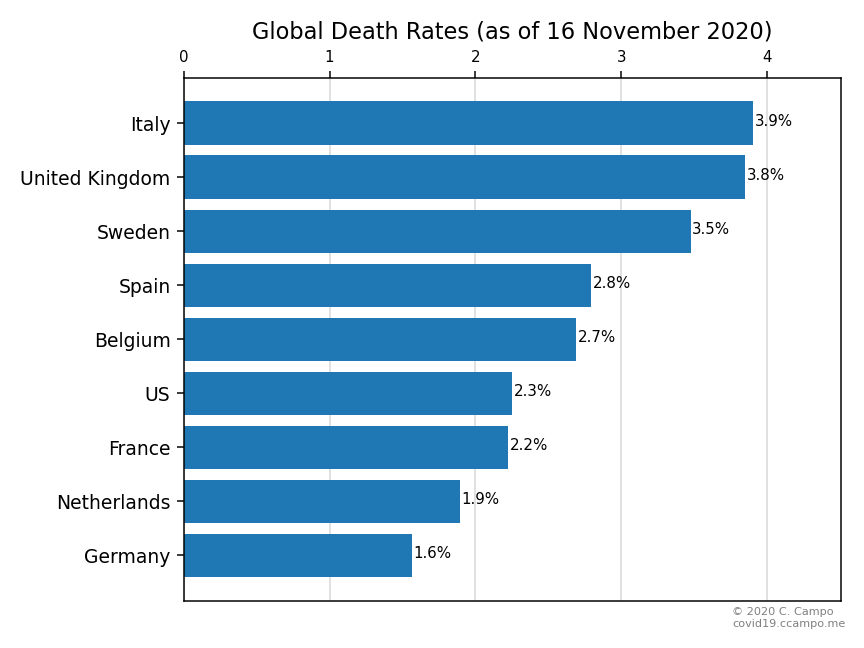 Global Death Rates (as of 16 November 2020)
0 1 2 3 4
Italy 3.9%
United Kingdom 3.8%
Sweden 3.5%
Spain 2.8%
Belgium 2.7%
US 2.3%
France 2.2%
Netherlands 1.9%
Germany 1.6%
© 2020 C. Campo
covid19.ccampo.me